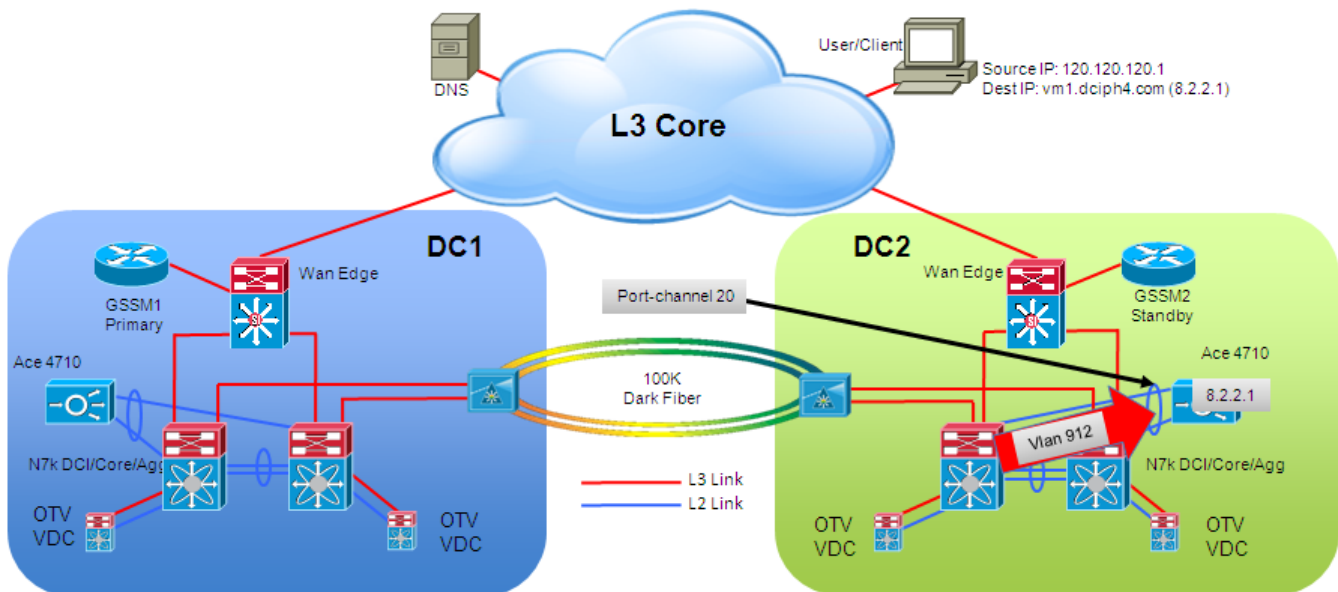 DNS
User/Client
Source IP: 120.120.120.1
Dest IP: vm1.dciph4.com (8.2.2.1)
L3 Core
DC1
GSSM1
Primary
Wan Edge
Ace 4710
N7k DCI/Core/Agg
OTV
VDC
OTV
VDC
Port-channel 20
100K
Dark Fiber
L3 Link
L2 Link
DC2
Wan Edge
GSSM2
Standby
Ace 4710
8.2.2.1
Vlan 912
N7k DCI/Core/Agg
OTV
VDC
OTV
VDC